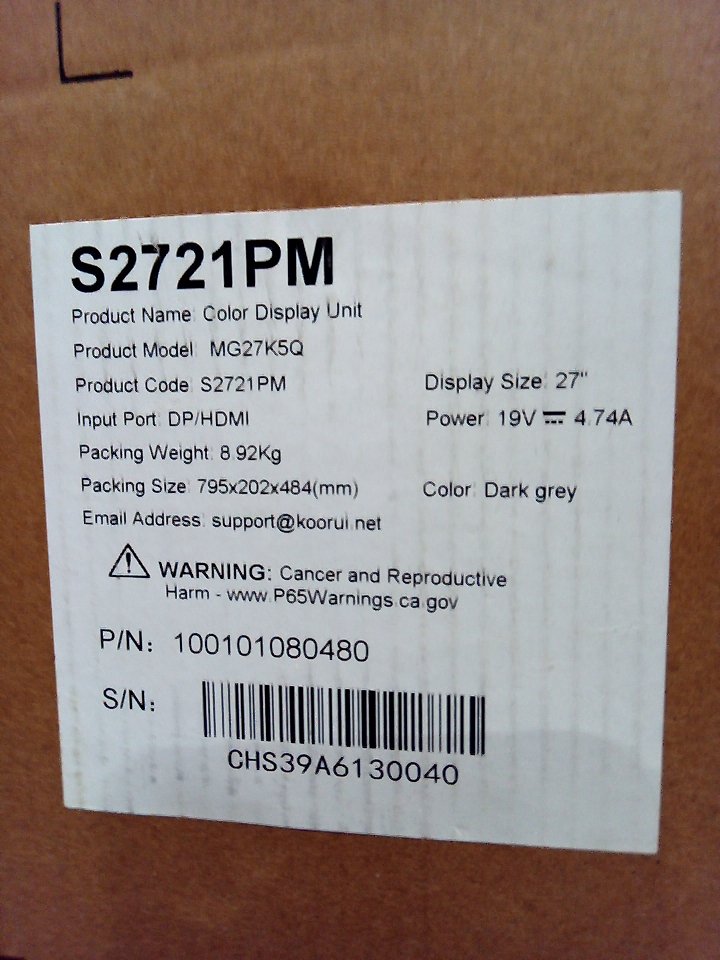 S2721PM
Product Name: Color Display Unit
Product Model: MG27K5Q
Product Code: S2721PM Display Size: 27"
Input Port: DP/HDMI Power: 19V ⎓ 4.74A
Packing Weight: 8.92Kg
Packing Size: 795x202x484(mm) Color: Dark grey
Email Address: support@koorui.net
⚠ WARNING: Cancer and Reproductive
Harm - www.P65Warnings.ca.gov
P/N: 100101080480
S/N:
CHS39A6130040